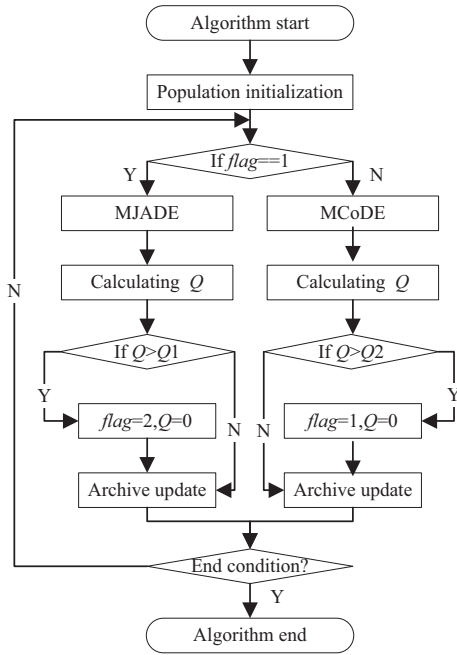 Algorithm start
Population initialization
If flag==1
Y
N
MJADE
MCoDE
Calculating Q
Calculating Q
N
If Q>Q1
If Q>Q2
Y
Y
flag=2,Q=0
N
N
flag=1,Q=0
Archive update
Archive update
End condition?
Y
Algorithm end